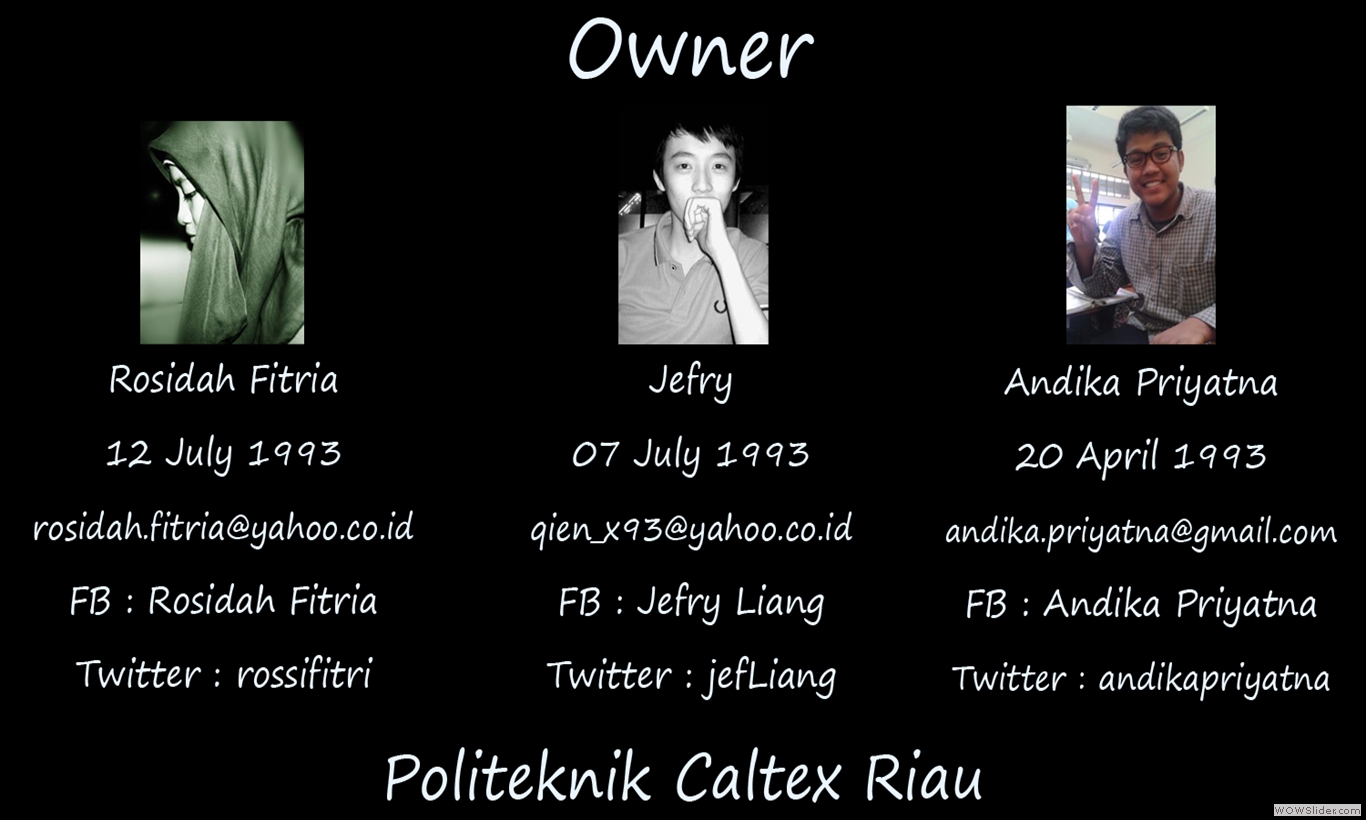 Owner
Rosidah Fitria
12 July 1993
rosidah.fitria@yahoo.co.id
FB : Rosidah Fitria
Twitter : rossifitri
Jefry
07 July 1993
qien_x93@yahoo.co.id
FB : Jefry Liang
Twitter : jefLiang
Andika Priyatna
20 April 1993
andika.priyatna@gmail.com
FB : Andika Priyatna
Twitter : andikapriyatna
Politeknik Caltex Riau
WOWSlider.com